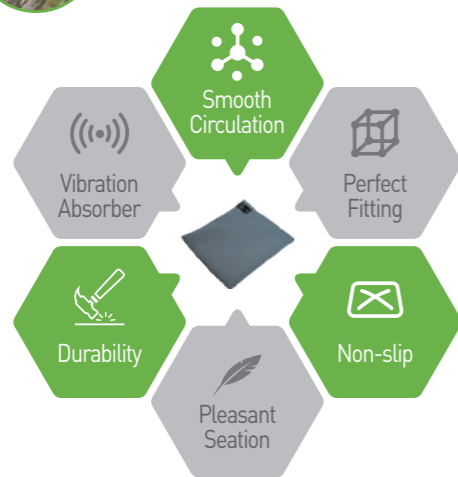 Smooth
Circulation
Vibration
Absorber
Perfect
Fitting
Durability
Non-slip
Pleasant
Seation